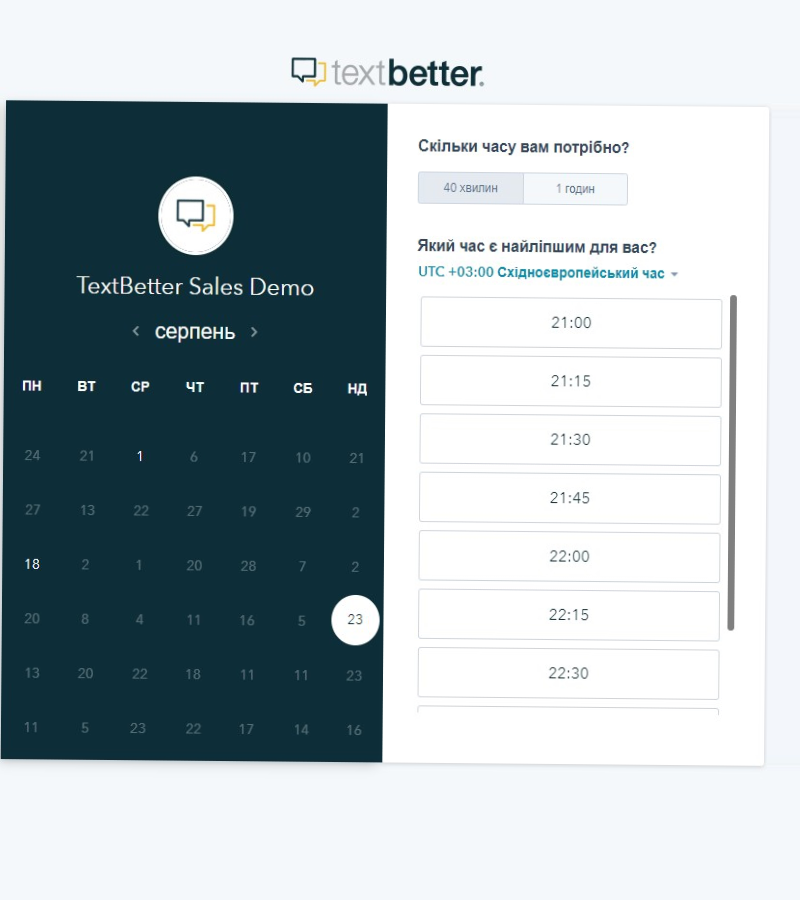 textbetter.
TextBetter Sales Demo
серпень
ПН ВТ СР ЧТ ПТ СБ НД
24 21 1 6 17 10 21
27 13 22 27 19 29 2
18 2 1 20 28 7 2
20 8 4 11 16 5 23
13 20 22 18 11 11 23
11 5 23 22 17 14 16
Скільки часу вам потрібно?
40 хвилин 1 годин
Який час є найліпшим для вас?
UTC +03:00 Східноєвропейський час
21:00
21:15
21:30
21:45
22:00
22:15
22:30